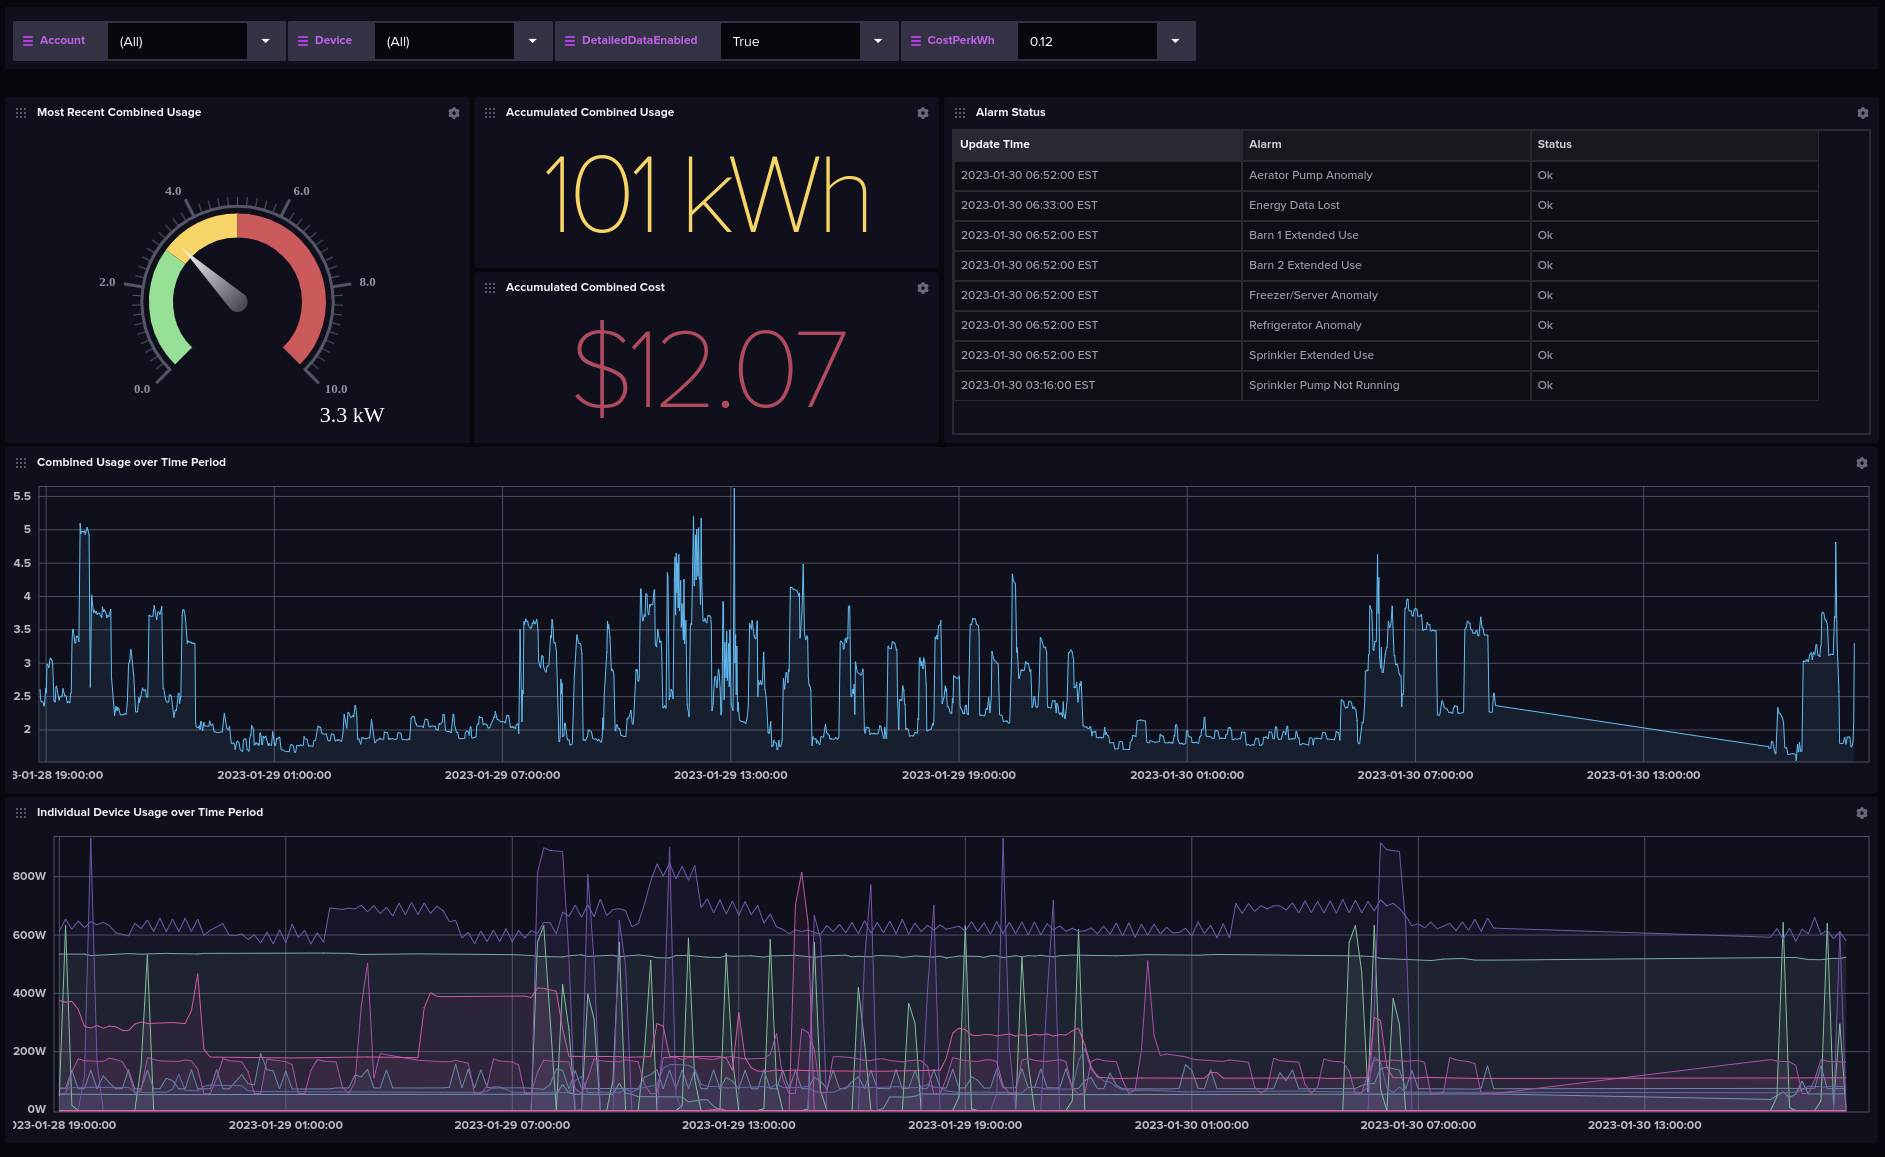 Account (All) Device (All) DetailedDataEnabled True CostPerkWh 0.12
Most Recent Combined Usage
4.0 6.0
2.0 8.0
0.0 10.0
3.3 kW
Accumulated Combined Usage
101 kWh
Accumulated Combined Cost
$12.07
Alarm Status
Update Time Alarm Status
2023-01-30 06:52:00 EST Aerator Pump Anomaly Ok
2023-01-30 06:33:00 EST Energy Data Lost Ok
2023-01-30 06:52:00 EST Barn 1 Extended Use Ok
2023-01-30 06:52:00 EST Barn 2 Extended Use Ok
2023-01-30 06:52:00 EST Freezer/Server Anomaly Ok
2023-01-30 06:52:00 EST Refrigerator Anomaly Ok
2023-01-30 06:52:00 EST Sprinkler Extended Use Ok
2023-01-30 03:16:00 EST Sprinkler Pump Not Running Ok
Combined Usage over Time Period
5.5
5
4.5
4
3.5
3
2.5
2
3-01-28 19:00:00 2023-01-29 01:00:00 2023-01-29 07:00:00 2023-01-29 13:00:00 2023-01-29 19:00:00 2023-01-30 01:00:00 2023-01-30 07:00:00 2023-01-30 13:00:00
Individual Device Usage over Time Period
800W
600W
400W
200W
0W
23-01-28 19:00:00 2023-01-29 01:00:00 2023-01-29 07:00:00 2023-01-29 13:00:00 2023-01-29 19:00:00 2023-01-30 01:00:00 2023-01-30 07:00:00 2023-01-30 13:00:00